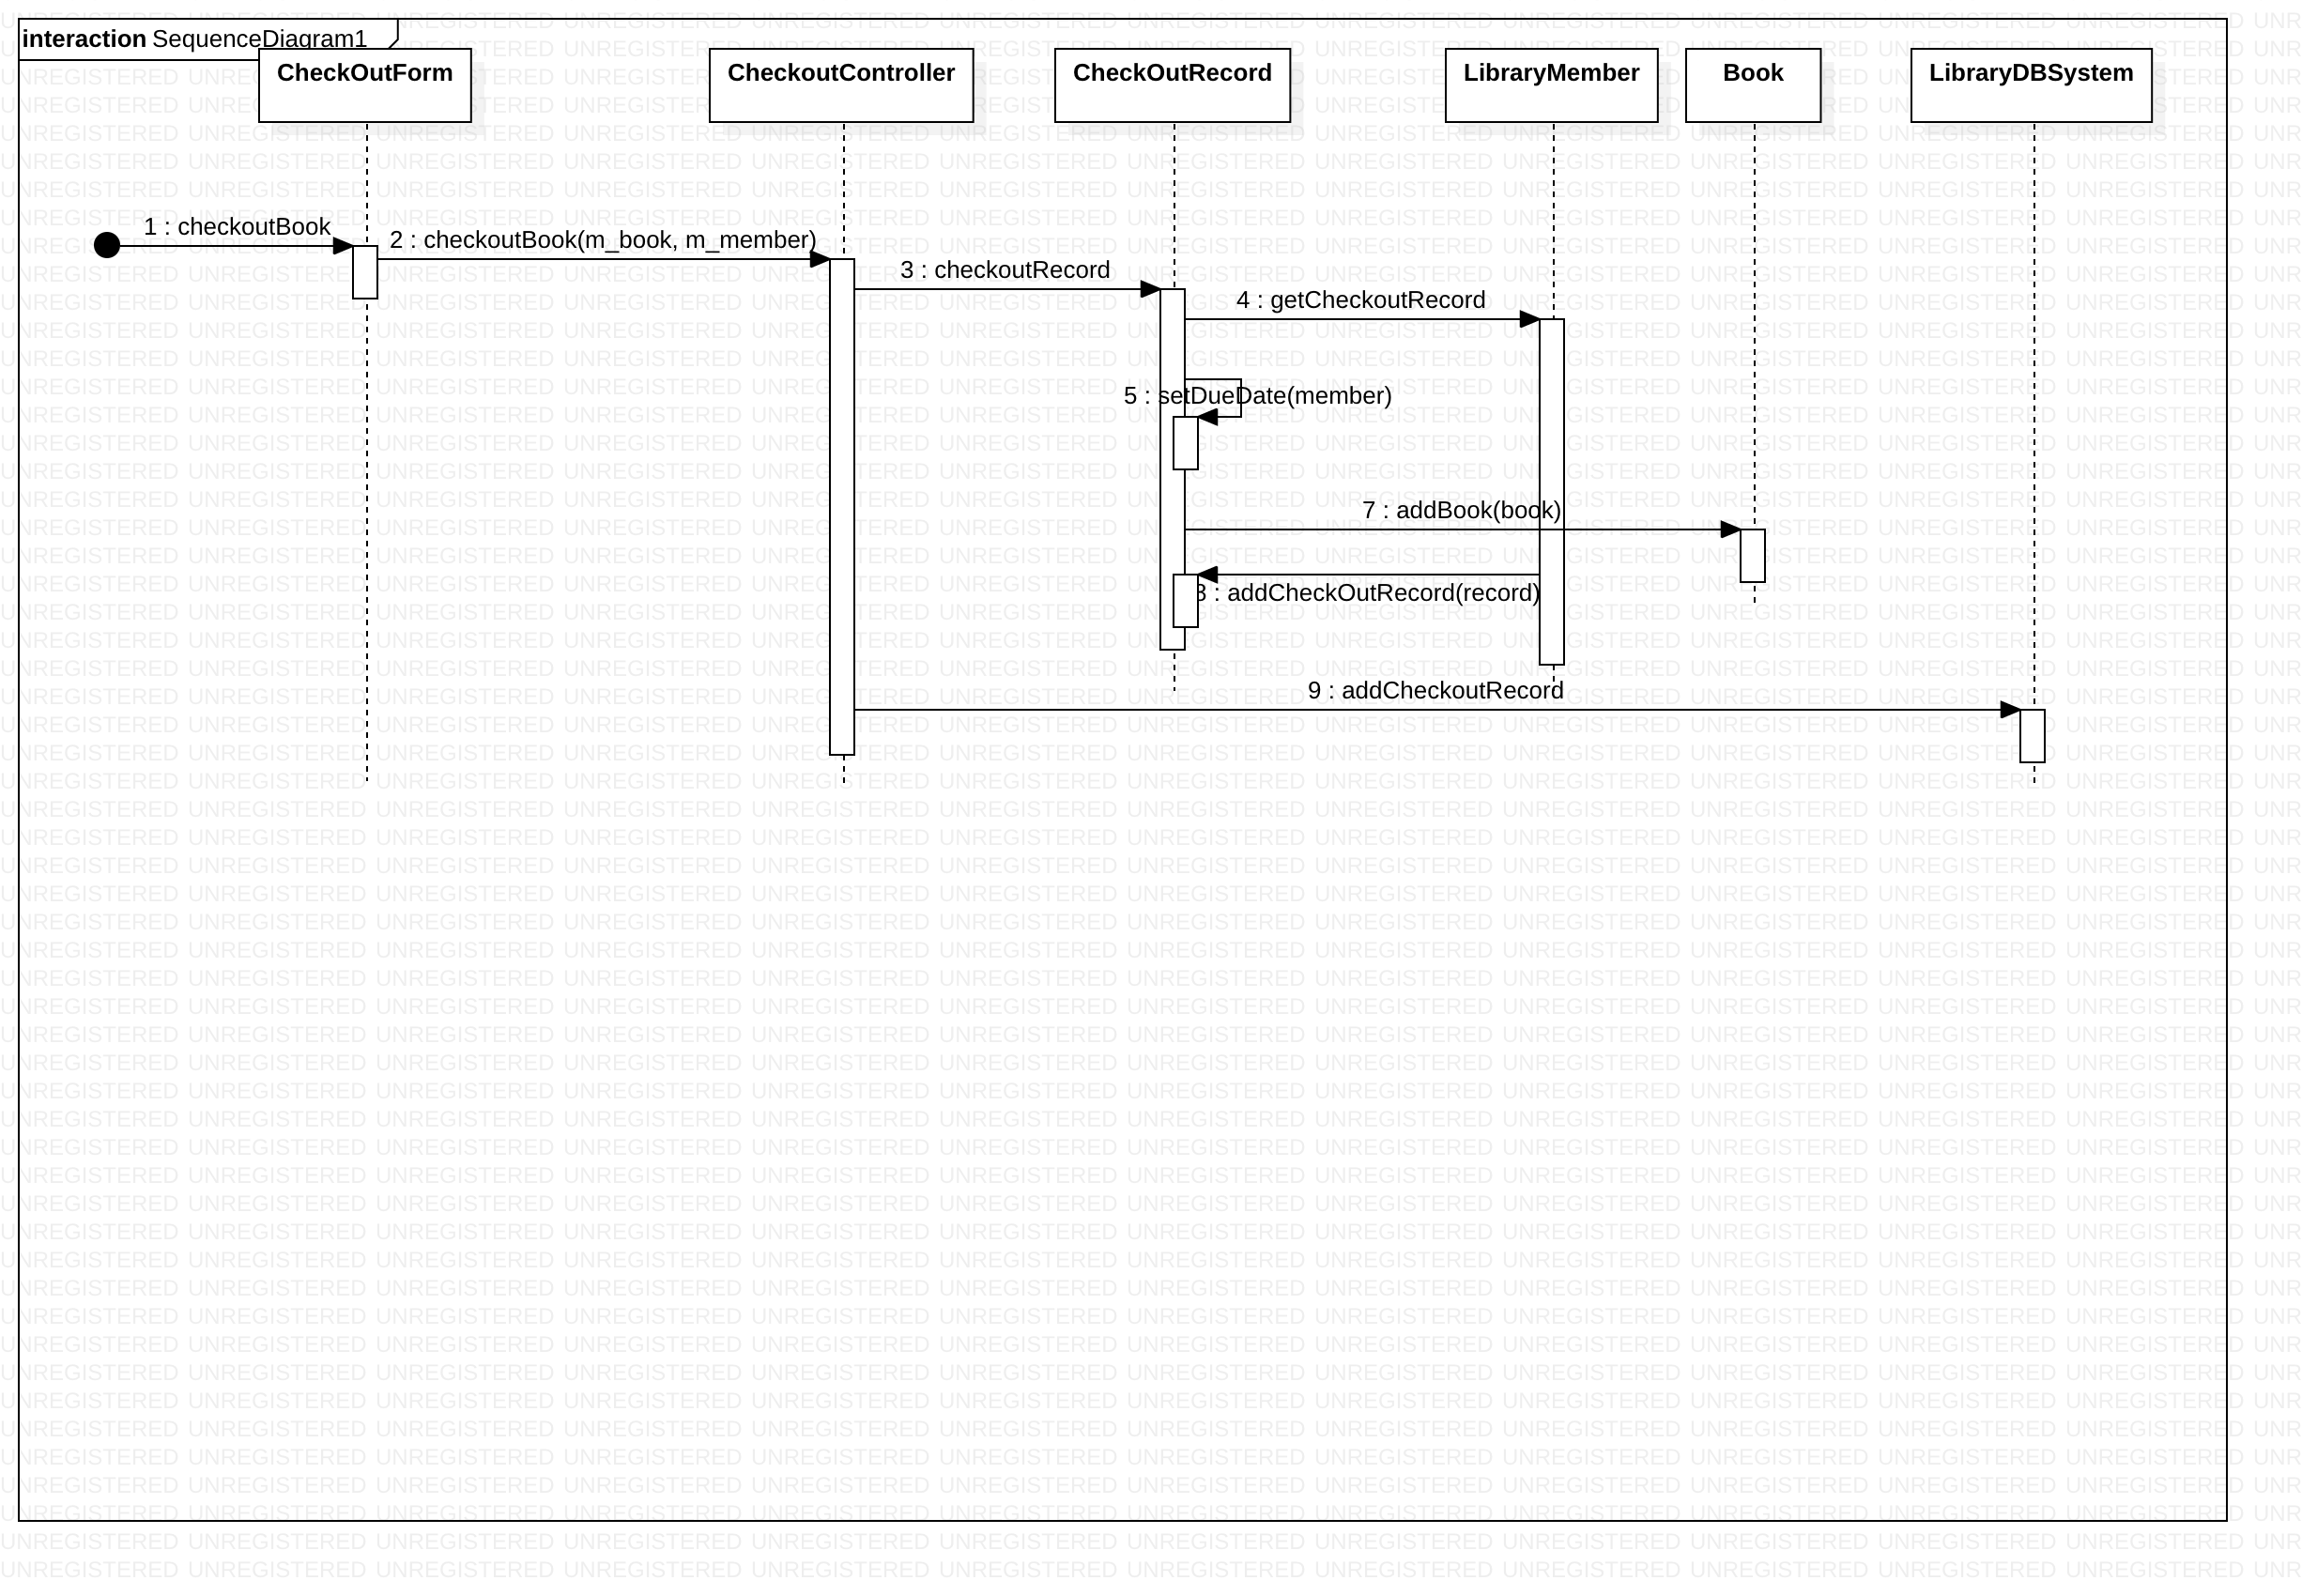 interaction SequenceDiagram1
CheckOutForm
CheckoutController
CheckOutRecord
LibraryMember
Book
LibraryDBSystem
1 : checkoutBook
2 : checkoutBook(m_book, m_member)
3 : checkoutRecord
4 : getCheckoutRecord
5 : setDueDate(member)
7 : addBook(book)
: addCheckOutRecord(record)
9 : addCheckoutRecord
UNREGISTERED